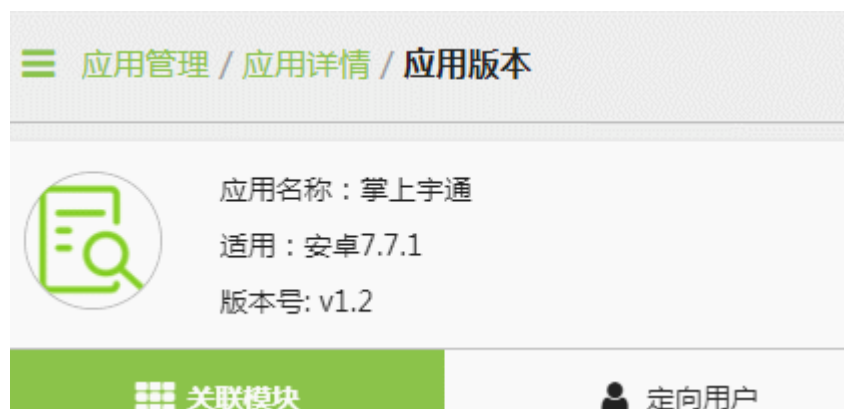 应用管理 / 应用详情 / 应用版本
应用名称：掌上宇通
适用：安卓7.7.1
版本号: v1.2
关联模块 定向用户